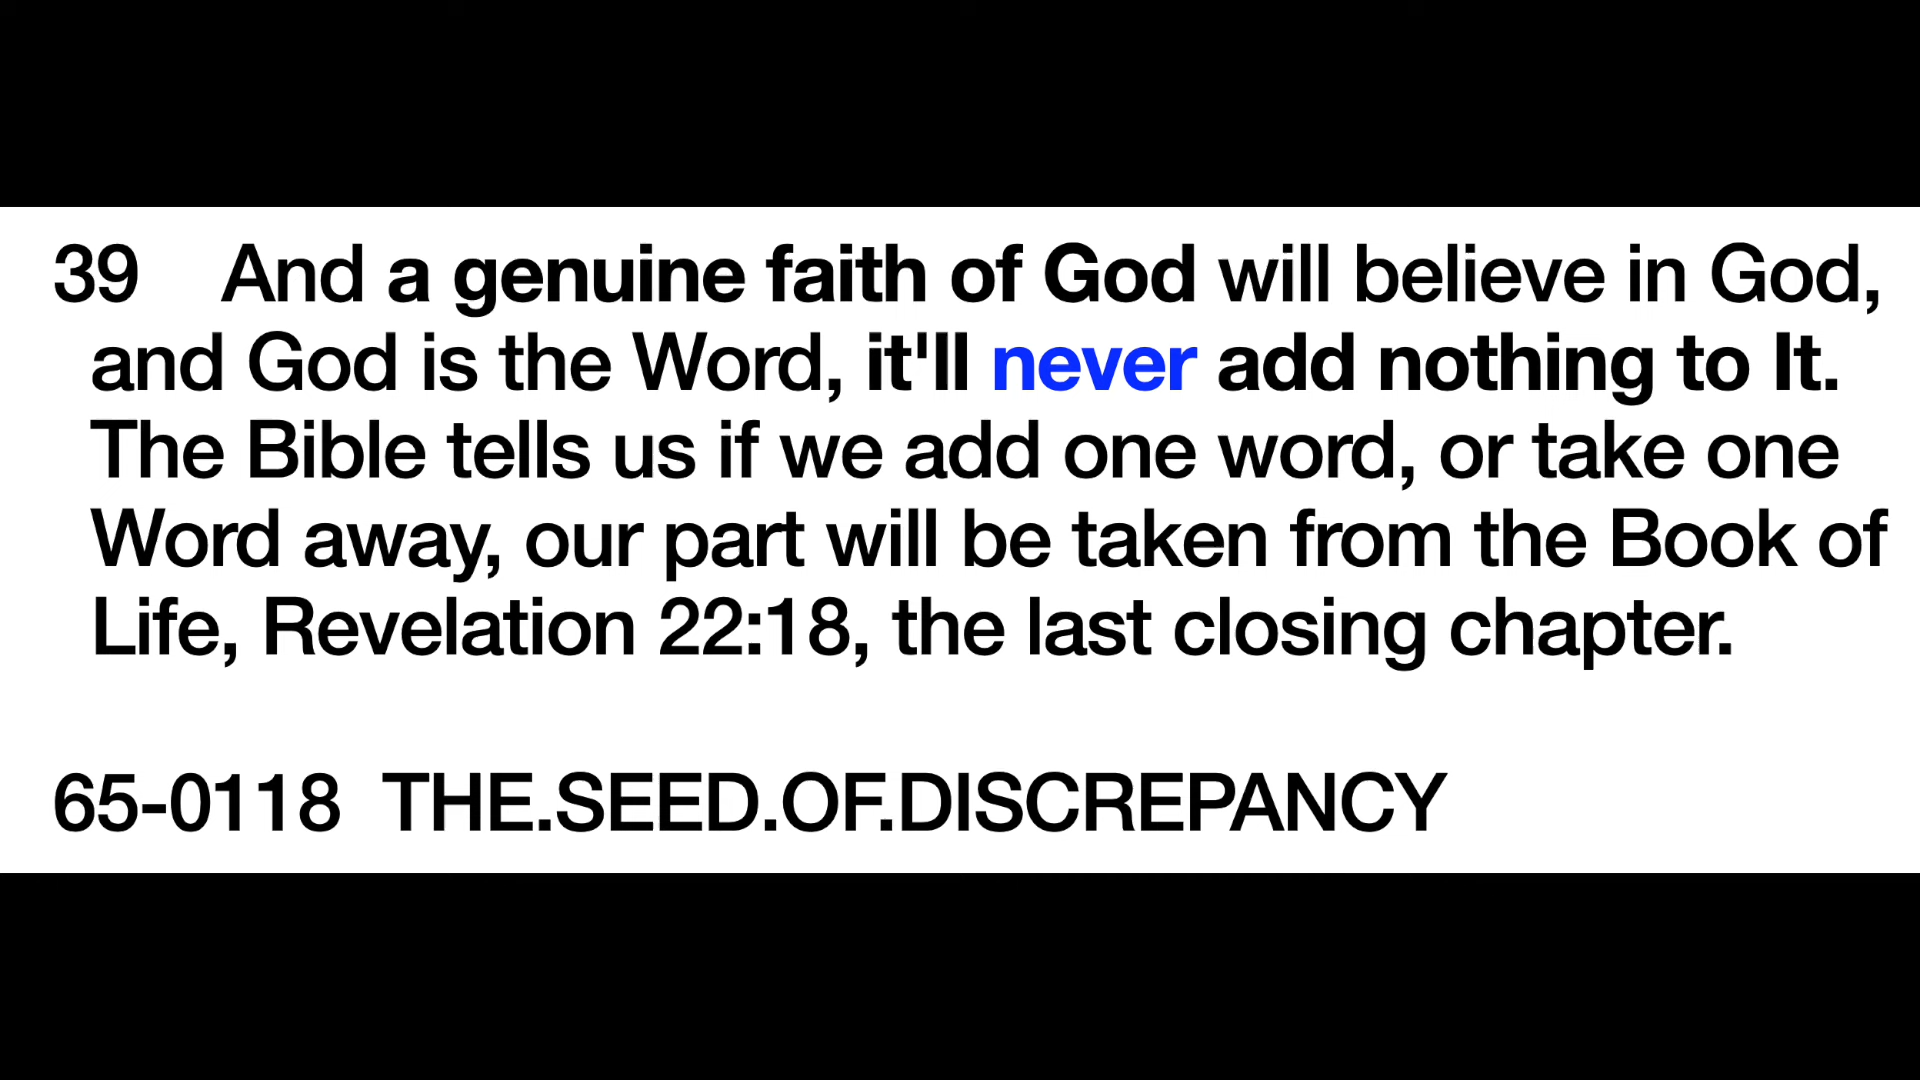 39 And a genuine faith of God will believe in God,
and God is the Word, it'll never add nothing to It.
The Bible tells us if we add one word, or take one
Word away, our part will be taken from the Book of
Life, Revelation 22:18, the last closing chapter.
65-0118 THE.SEED.OF.DISCREPANCY